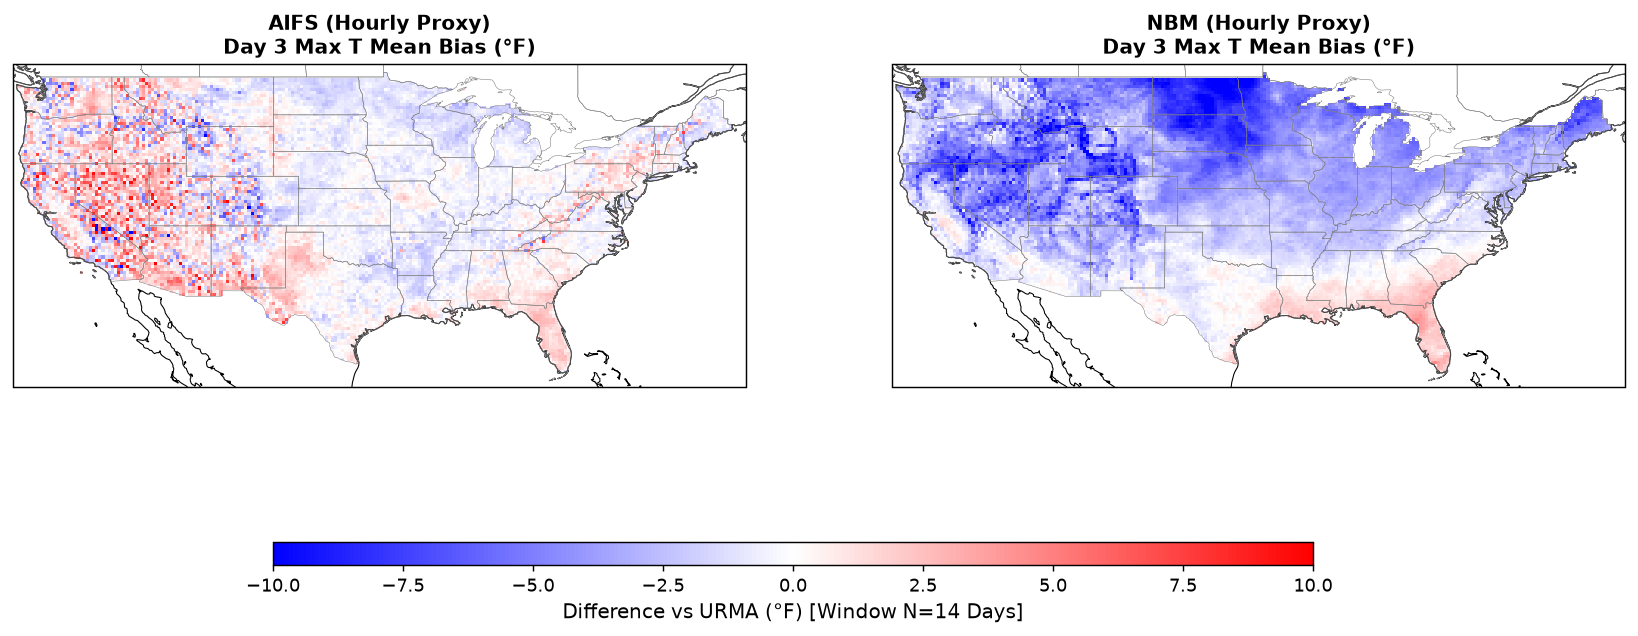 AIFS (Hourly Proxy)
Day 3 Max T Mean Bias (°F)
NBM (Hourly Proxy)
Day 3 Max T Mean Bias (°F)
−10.0 −7.5 −5.0 −2.5 0.0 2.5 5.0 7.5 10.0
Difference vs URMA (°F) [Window N=14 Days]